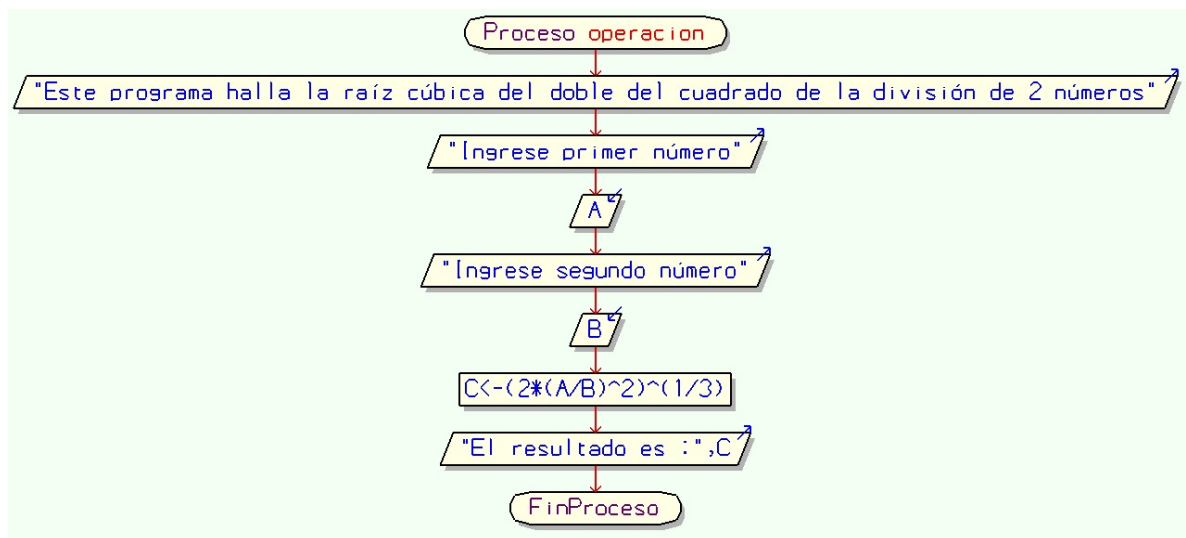 Proceso operacion
"Este programa halla la raíz cúbica del doble del cuadrado de la división de 2 números"
"Ingrese primer número"
A
"Ingrese segundo número"
B
C<-(2*(A/B)^2)^(1/3)
"El resultado es :",C
FinProceso